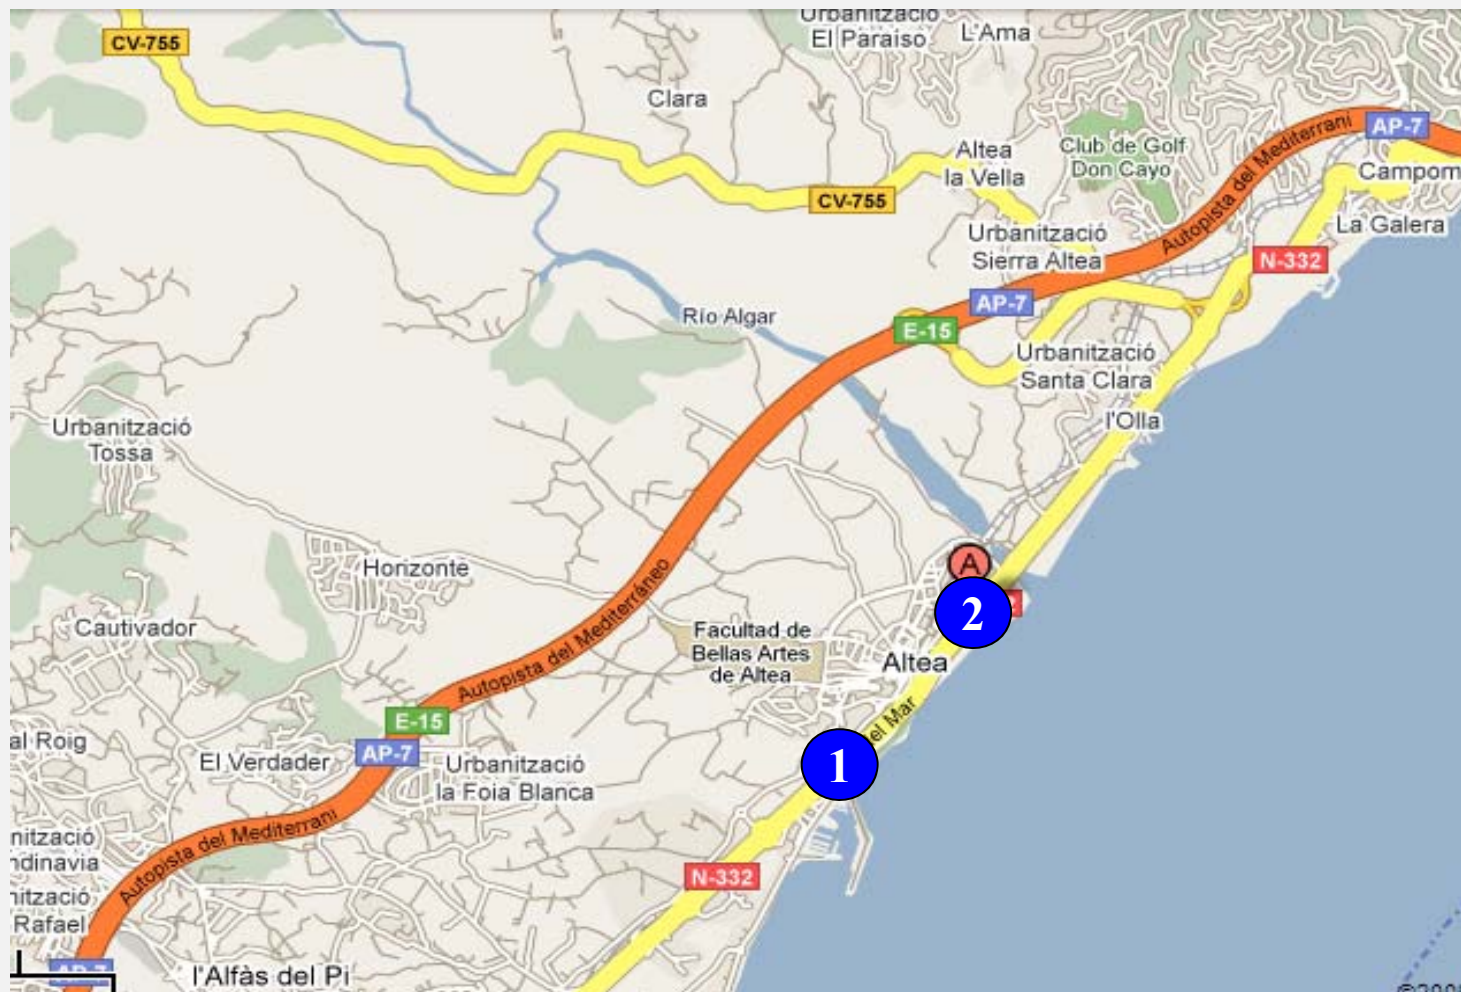 Urbanització
El Paraiso
L'Ama
CV-755
Clara
AP-7
Autopista del Mediterrani
Club de Golf
Don Cayo
Altea
la Vella
Campom
CV-755
La Galera
Urbanització
Sierra Altea
N-332
AP-7
Río Algar
E-15
Urbanització
Santa Clara
l'Olla
Urbanització
Tossa
A
Horizonte
2
Cautivador
Facultad de
Bellas Artes
de Altea
Autopista del Mediterráneo
Altea
E-15
del Mar
al Roig
AP-7
El Verdader
Urbanització
la Foia Blanca
1
Autopista del Mediterrani
nització
ndinavia
N-332
nització
Rafael
AP-7
l'Alfàs del Pi